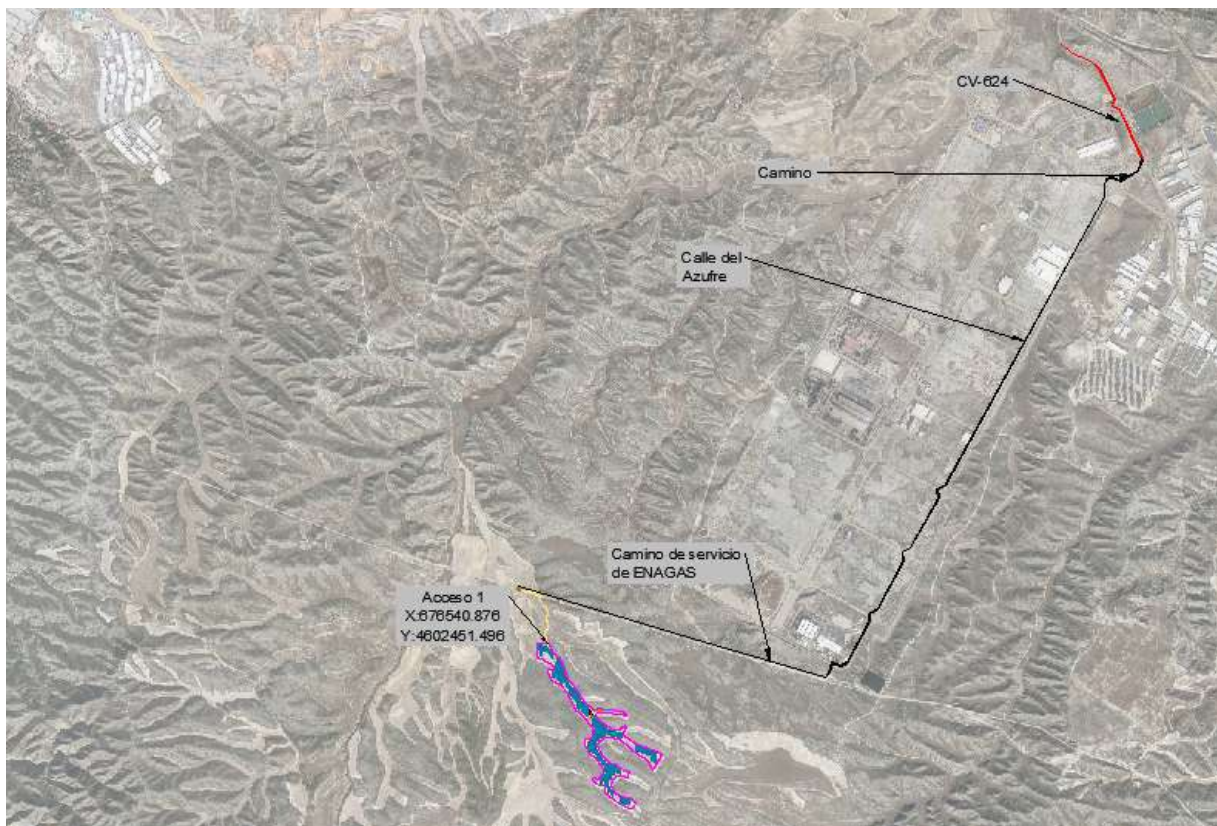 CV-624
Camino
Calle del
Azufre
Camino de servicio
de ENAGAS
Acceso 1
X:676540.876
Y:4602451.496